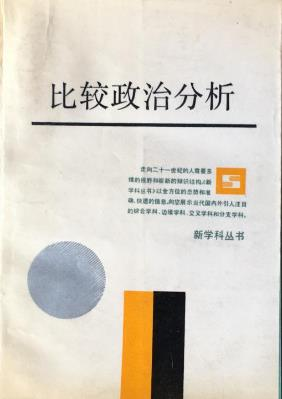 比较政治分析
走向二十一世纪的人需要多
维的视野和崭新的知识结构。《新
学科丛书》以全方位的态势和准
确、快速的信息，向您展示当代国内外引人注目
的综合学科、边缘学科、交叉学科和分支学科。
新学科丛书